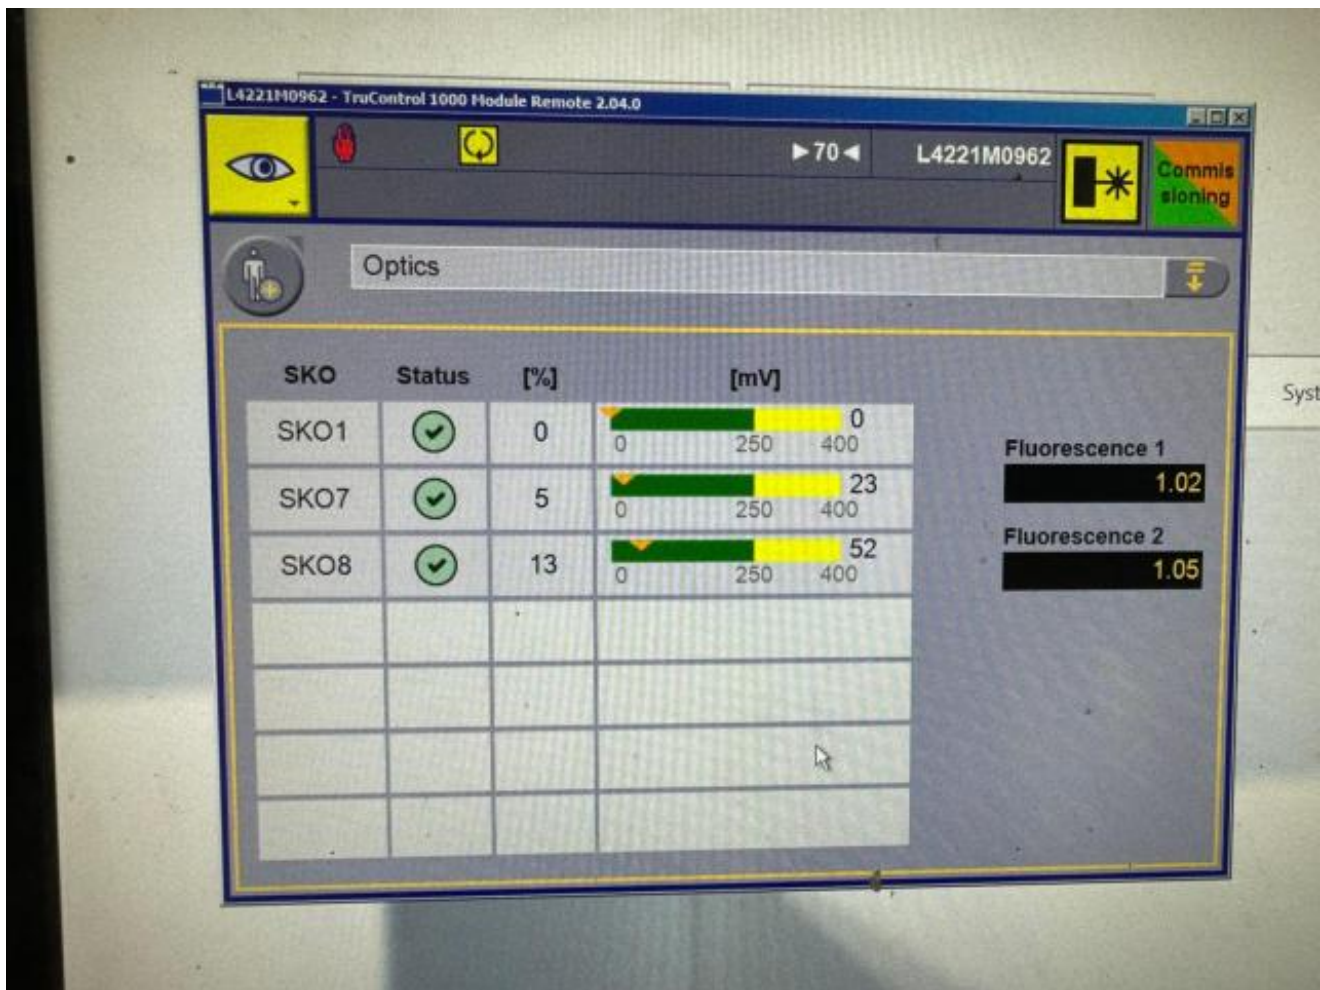 L4221M0962 - TruControl 1000 Module Remote 2.04.0
►70◄
L4221M0962
Commis
sioning
Optics
SKO Status [%] [mV]
SKO1 0 0
0 250 400
SKO7 5 23
0 250 400
SKO8 13 52
0 250 400
Fluorescence 1
1.02
Fluorescence 2
1.05
Syst